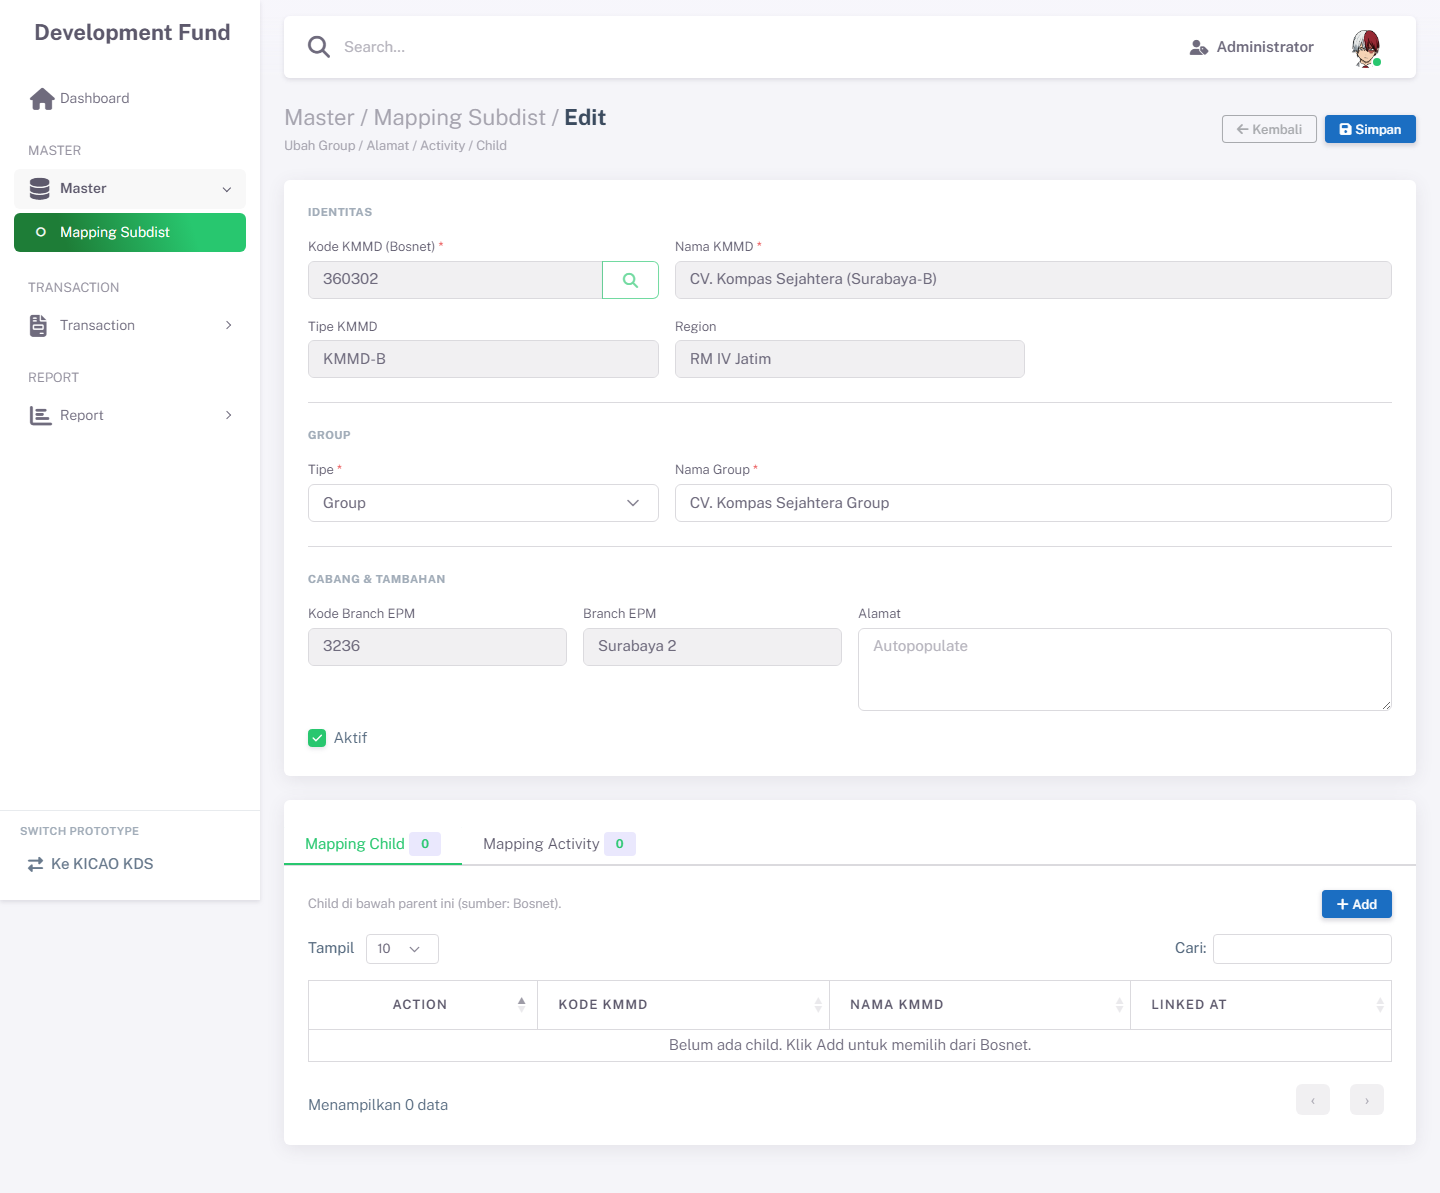 Development Fund
Dashboard
MASTER
Master
Mapping Subdist
TRANSACTION
Transaction
REPORT
Report
SWITCH PROTOTYPE
Ke KICAO KDS
Search...
Administrator
Master / Mapping Subdist / Edit
Ubah Group / Alamat / Activity / Child
Kembali
Simpan
IDENTITAS
Kode KMMD (Bosnet) *
Nama KMMD *
360302
CV. Kompas Sejahtera (Surabaya-B)
Tipe KMMD
Region
KMMD-B
RM IV Jatim
GROUP
Tipe *
Nama Group *
Group
CV. Kompas Sejahtera Group
CABANG & TAMBAHAN
Kode Branch EPM
Branch EPM
Alamat
3236
Surabaya 2
Autopopulate
Aktif
Mapping Child 0
Mapping Activity 0
Child di bawah parent ini (sumber: Bosnet).
Add
Tampil 10
Cari:
ACTION
KODE KMMD
NAMA KMMD
LINKED AT
Belum ada child. Klik Add untuk memilih dari Bosnet.
Menampilkan 0 data
‹
›